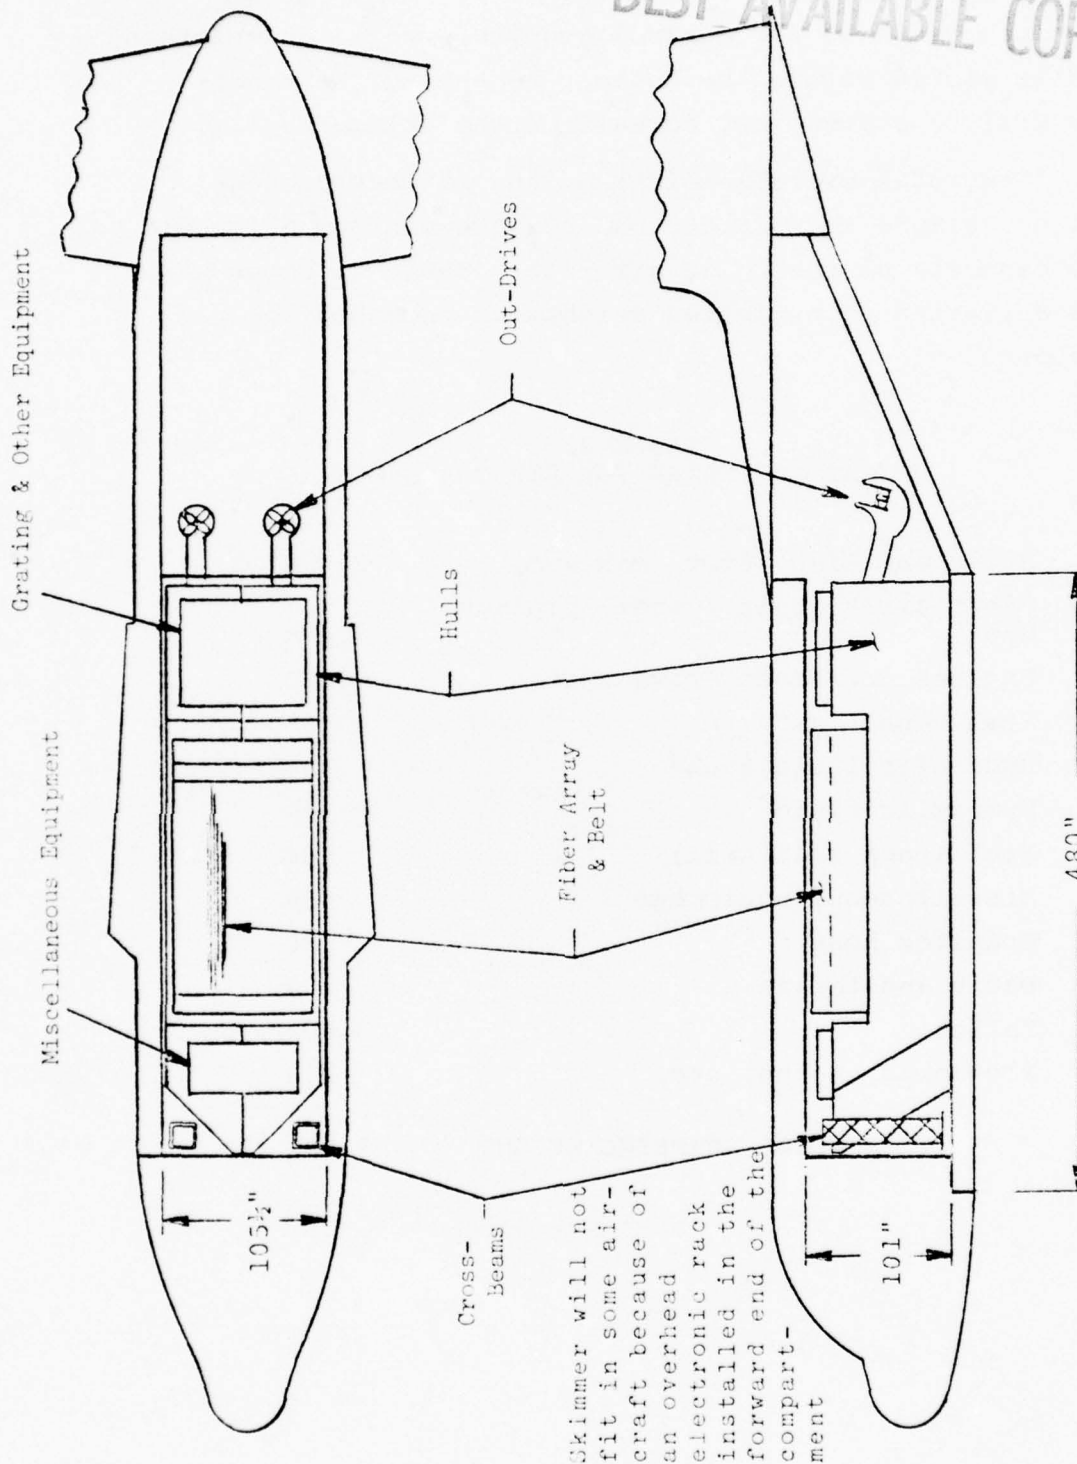 BEST AVAILABLE COP
Grating & Other Equipment
Miscellaneous Equipment
Out-Drives
Hulls
Fiber Array
& Belt
Cross-
Beams
103½"
Skimmer will not
fit in some air-
craft because of
an overhead
electronic rack
installed in the
forward end of the
compart-
ment
101"
480"